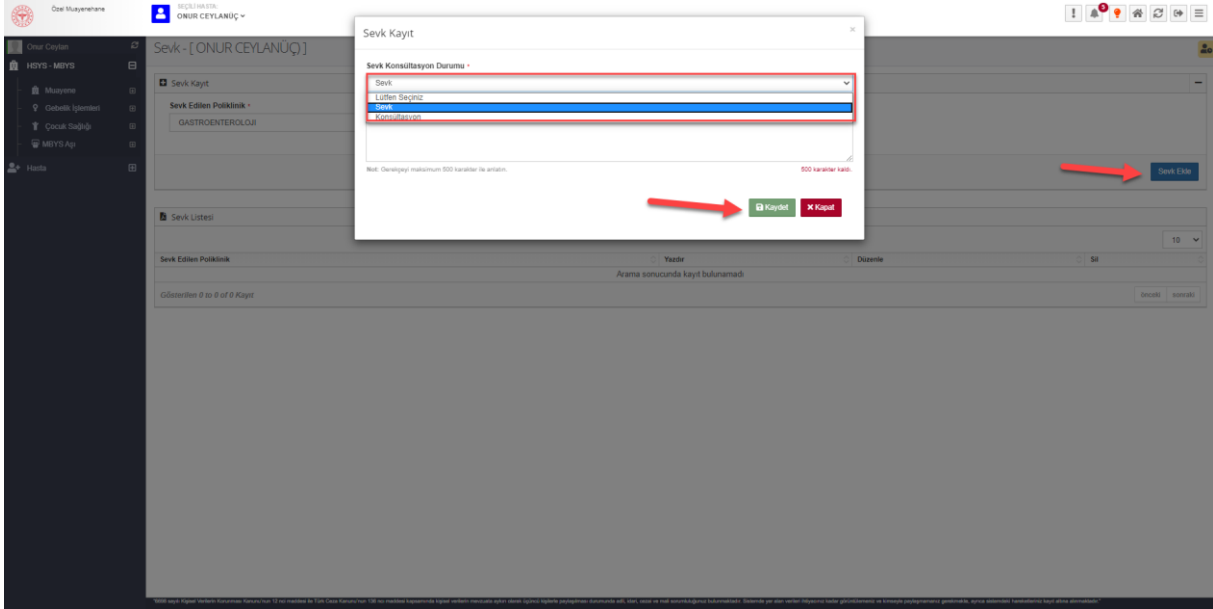 Özel Muayenehane
SEÇİLİ HASTA:
ONUR CEYLANÜÇ
3
Onur Ceylan
HSYS - MBYS
Muayene
Gebelik İşlemleri
Çocuk Sağlığı
MBYS Aşı
Hasta
Sevk - [ ONUR CEYLANÜÇ ]
Sevk Kayıt
Sevk Edilen Poliklinik *
GASTROENTEROLOJI
Sevk Ekle
Sevk Kayıt
×
Sevk Konsültasyon Durumu *
Sevk
Lütfen Seçiniz
Sevk
Konsültasyon
Not: Gerekçeyi maksimum 500 karakter ile anlatın.
500 karakter kaldı.
Kaydet
Kapat
Sevk Listesi
10
Sevk Edilen Poliklinik
Yazdır
Düzenle
Sil
Arama sonucunda kayıt bulunamadı
Gösterilen 0 to 0 of 0 Kayıt
önceki
sonraki